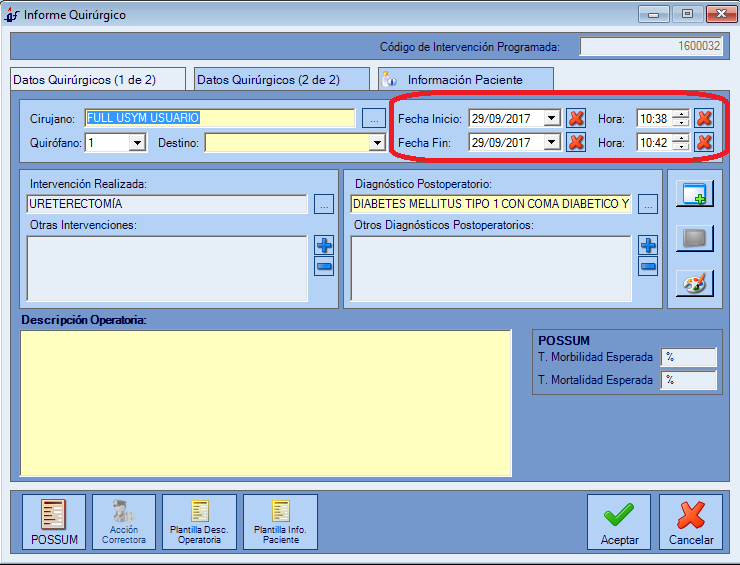 Informe Quirúrgico
Código de Intervención Programada: 1600032
Datos Quirúrgicos (1 de 2) Datos Quirúrgicos (2 de 2) Información Paciente
Cirujano: FULL USYM USUARIO ... Fecha Inicio: 29/09/2017 Hora: 10:38
Quirófano: 1 Destino: Fecha Fin: 29/09/2017 Hora: 10:42
Intervención Realizada:
URETERECTOMÍA ...
Otras Intervenciones:
Diagnóstico Postoperatorio:
DIABETES MELLITUS TIPO 1 CON COMA DIABETICO Y ...
Otros Diagnósticos Postoperatorios:
Descripción Operatoria:
POSSUM
T. Morbilidad Esperada %
T. Mortalidad Esperada %
POSSUM
Acción
Correctora
Plantilla Desc.
Operatoria
Plantilla Info.
Paciente
Aceptar
Cancelar